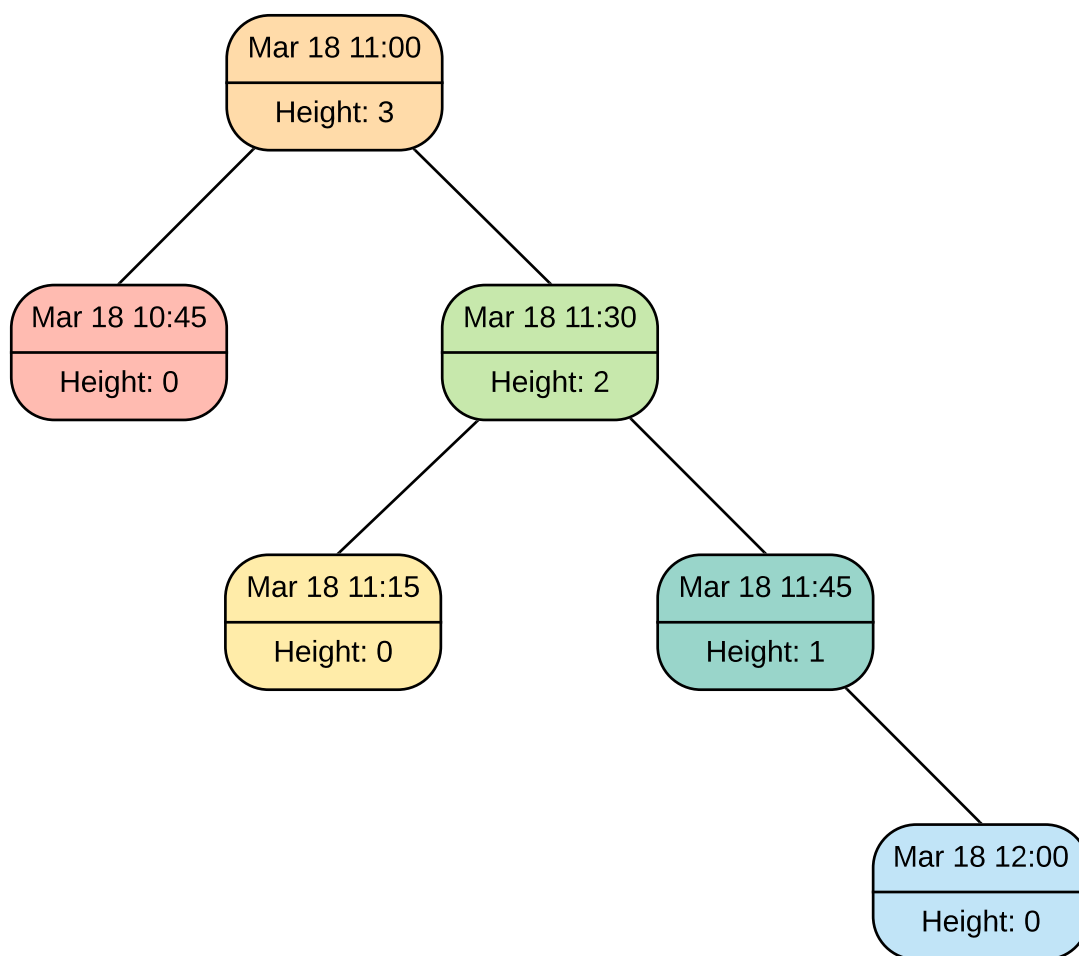 Mar 18 11:00
Height: 3
Mar 18 10:45
Height: 0
Mar 18 11:30
Height: 2
Mar 18 11:15
Height: 0
Mar 18 11:45
Height: 1
Mar 18 12:00
Height: 0